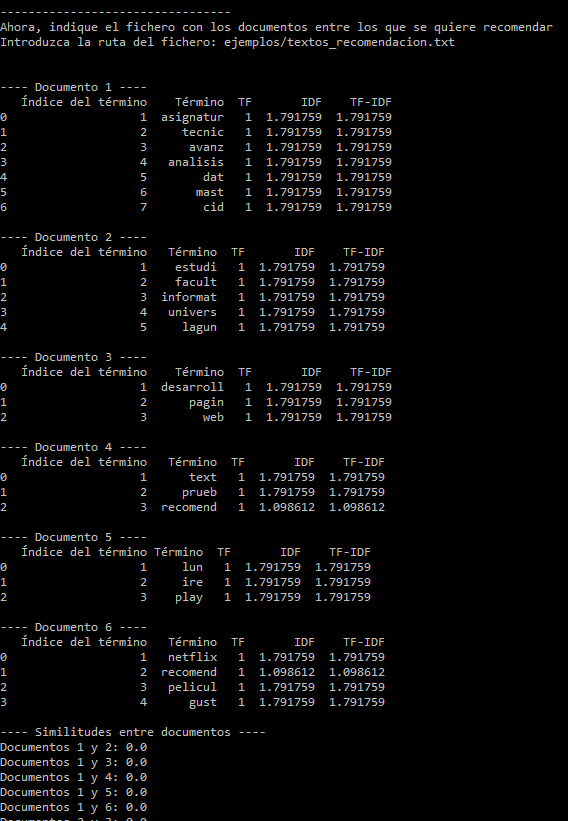 ---------------------------------
Ahora, indique el fichero con los documentos entre los que se quiere recomendar
Introduzca la ruta del fichero: ejemplos/textos_recomendacion.txt
---- Documento 1 ----
Índice del término Término TF IDF TF-IDF
0 1 asignatur 1 1.791759 1.791759
1 2 tecnic 1 1.791759 1.791759
2 3 avanz 1 1.791759 1.791759
3 4 analisis 1 1.791759 1.791759
4 5 dat 1 1.791759 1.791759
5 6 mast 1 1.791759 1.791759
6 7 cid 1 1.791759 1.791759
---- Documento 2 ----
Índice del término Término TF IDF TF-IDF
0 1 estudi 1 1.791759 1.791759
1 2 facult 1 1.791759 1.791759
2 3 informat 1 1.791759 1.791759
3 4 univers 1 1.791759 1.791759
4 5 lagun 1 1.791759 1.791759
---- Documento 3 ----
Índice del término Término TF IDF TF-IDF
0 1 desarroll 1 1.791759 1.791759
1 2 pagin 1 1.791759 1.791759
2 3 web 1 1.791759 1.791759
---- Documento 4 ----
Índice del término Término TF IDF TF-IDF
0 1 text 1 1.791759 1.791759
1 2 prueb 1 1.791759 1.791759
2 3 recomend 1 1.098612 1.098612
---- Documento 5 ----
Índice del término Término TF IDF TF-IDF
0 1 lun 1 1.791759 1.791759
1 2 ire 1 1.791759 1.791759
2 3 play 1 1.791759 1.791759
---- Documento 6 ----
Índice del término Término TF IDF TF-IDF
0 1 netflix 1 1.791759 1.791759
1 2 recomend 1 1.098612 1.098612
2 3 pelicul 1 1.791759 1.791759
3 4 gust 1 1.791759 1.791759
---- Similitudes entre documentos ----
Documentos 1 y 2: 0.0
Documentos 1 y 3: 0.0
Documentos 1 y 4: 0.0
Documentos 1 y 5: 0.0
Documentos 1 y 6: 0.0